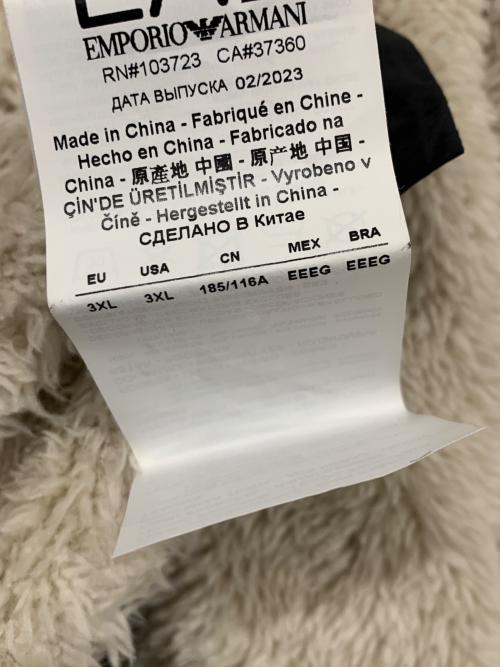 EMPORIO ARMANI
RN#103723 CA#37360
ДАТА ВЫПУСКА 02/2023
Made in China - Fabriqué en Chine -
Hecho en China - Fabricado na
China - 原產地 中國 - 原产地 中国 -
ÇİN'DE ÜRETİLMİŞTİR - Vyrobeno v
Číně - Hergestellt in China -
СДЕЛАНО В Китае
EU USA CN MEX BRA
3XL 3XL 185/116A EEEG EEEG